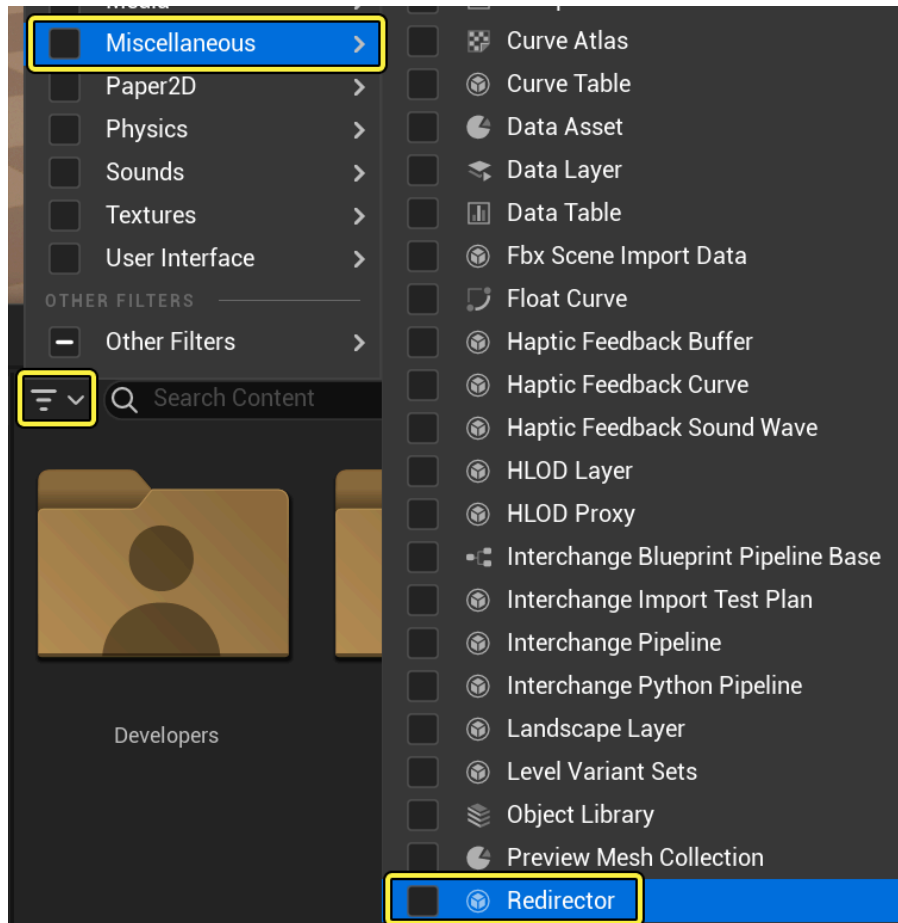 Miscellaneous
Paper2D
Physics
Sounds
Textures
User Interface
OTHER FILTERS
Other Filters
Search Content
Developers
Curve Atlas
Curve Table
Data Asset
Data Layer
Data Table
Fbx Scene Import Data
Float Curve
Haptic Feedback Buffer
Haptic Feedback Curve
Haptic Feedback Sound Wave
HLOD Layer
HLOD Proxy
Interchange Blueprint Pipeline Base
Interchange Import Test Plan
Interchange Pipeline
Interchange Python Pipeline
Landscape Layer
Level Variant Sets
Object Library
Preview Mesh Collection
Redirector